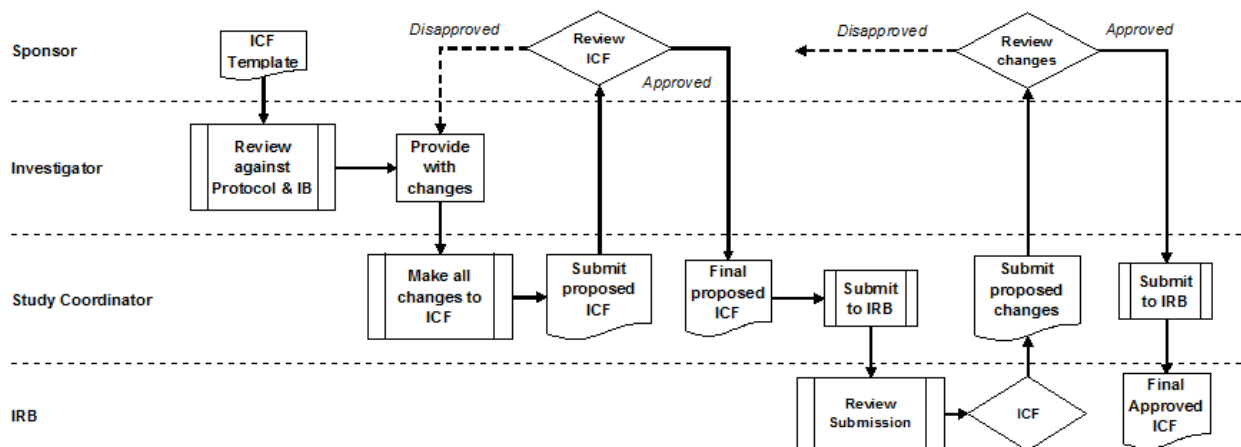 Sponsor
ICF
Template
Disapproved
Review
ICF
Approved
Disapproved
Review
changes
Approved
Investigator
Review
against
Protocol & IB
Provide
with
changes
Study Coordinator
Make all
changes to
ICF
Submit
proposed
ICF
Final
proposed
ICF
Submit
to IRB
Submit
proposed
changes
Submit
to IRB
IRB
Review
Submission
ICF
Final
Approved
ICF